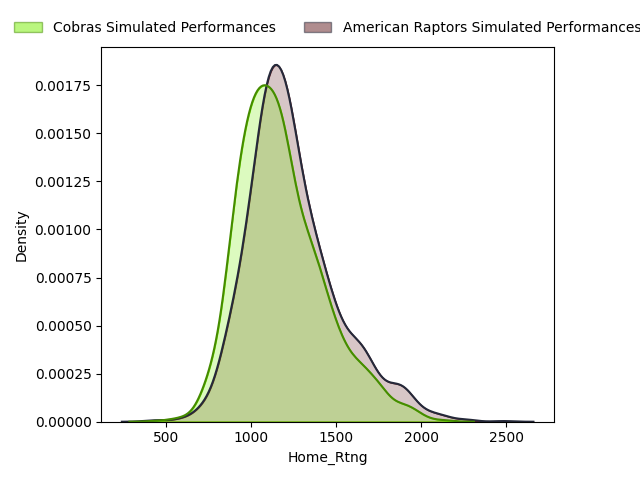 Cobras Simulated Performances American Raptors Simulated Performances
0.00175
0.00150
0.00125
0.00100
0.00075
0.00050
0.00025
0.00000
Density
500 1000 1500 2000 2500
Home_Rtng